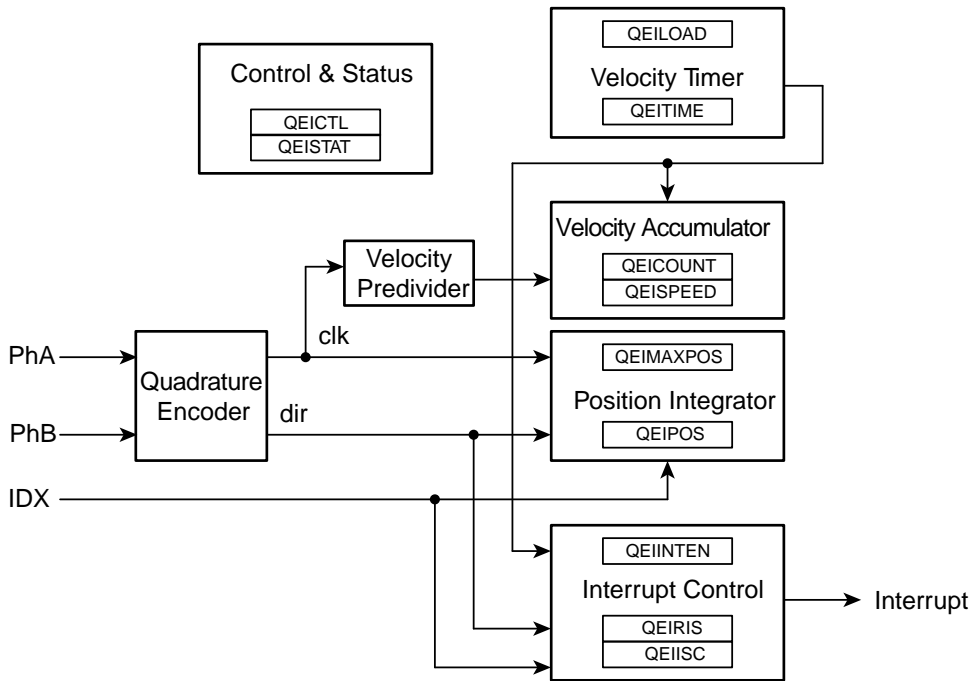 QEILOAD
Control & Status
Velocity Timer
QEICTL
QEITIME
QEISTAT
Velocity Accumulator
Velocity
Predivider
QEICOUNT
QEISPEED
clk
PhA
QEIMAXPOS
Quadrature
Encoder
Position Integrator
dir
PhB
QEIPOS
IDX
QEIINTEN
Interrupt Control
Interrupt
QEIRIS
QEIISC